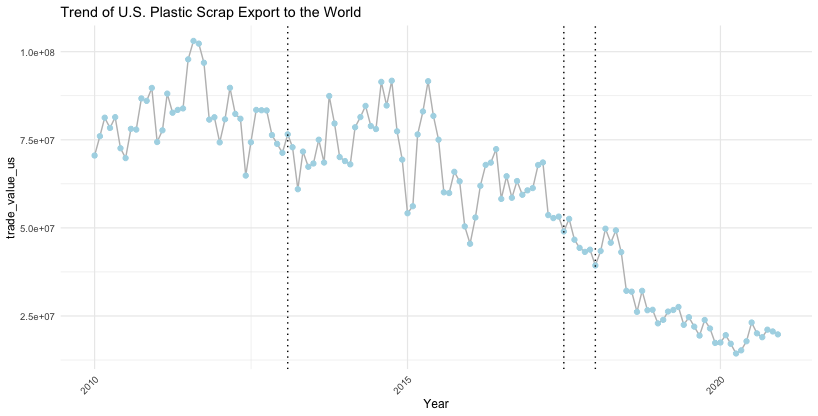 Trend of U.S. Plastic Scrap Export to the World
1.0e+08
7.5e+07
5.0e+07
2.5e+07
trade_value_us
2010
2015
2020
Year